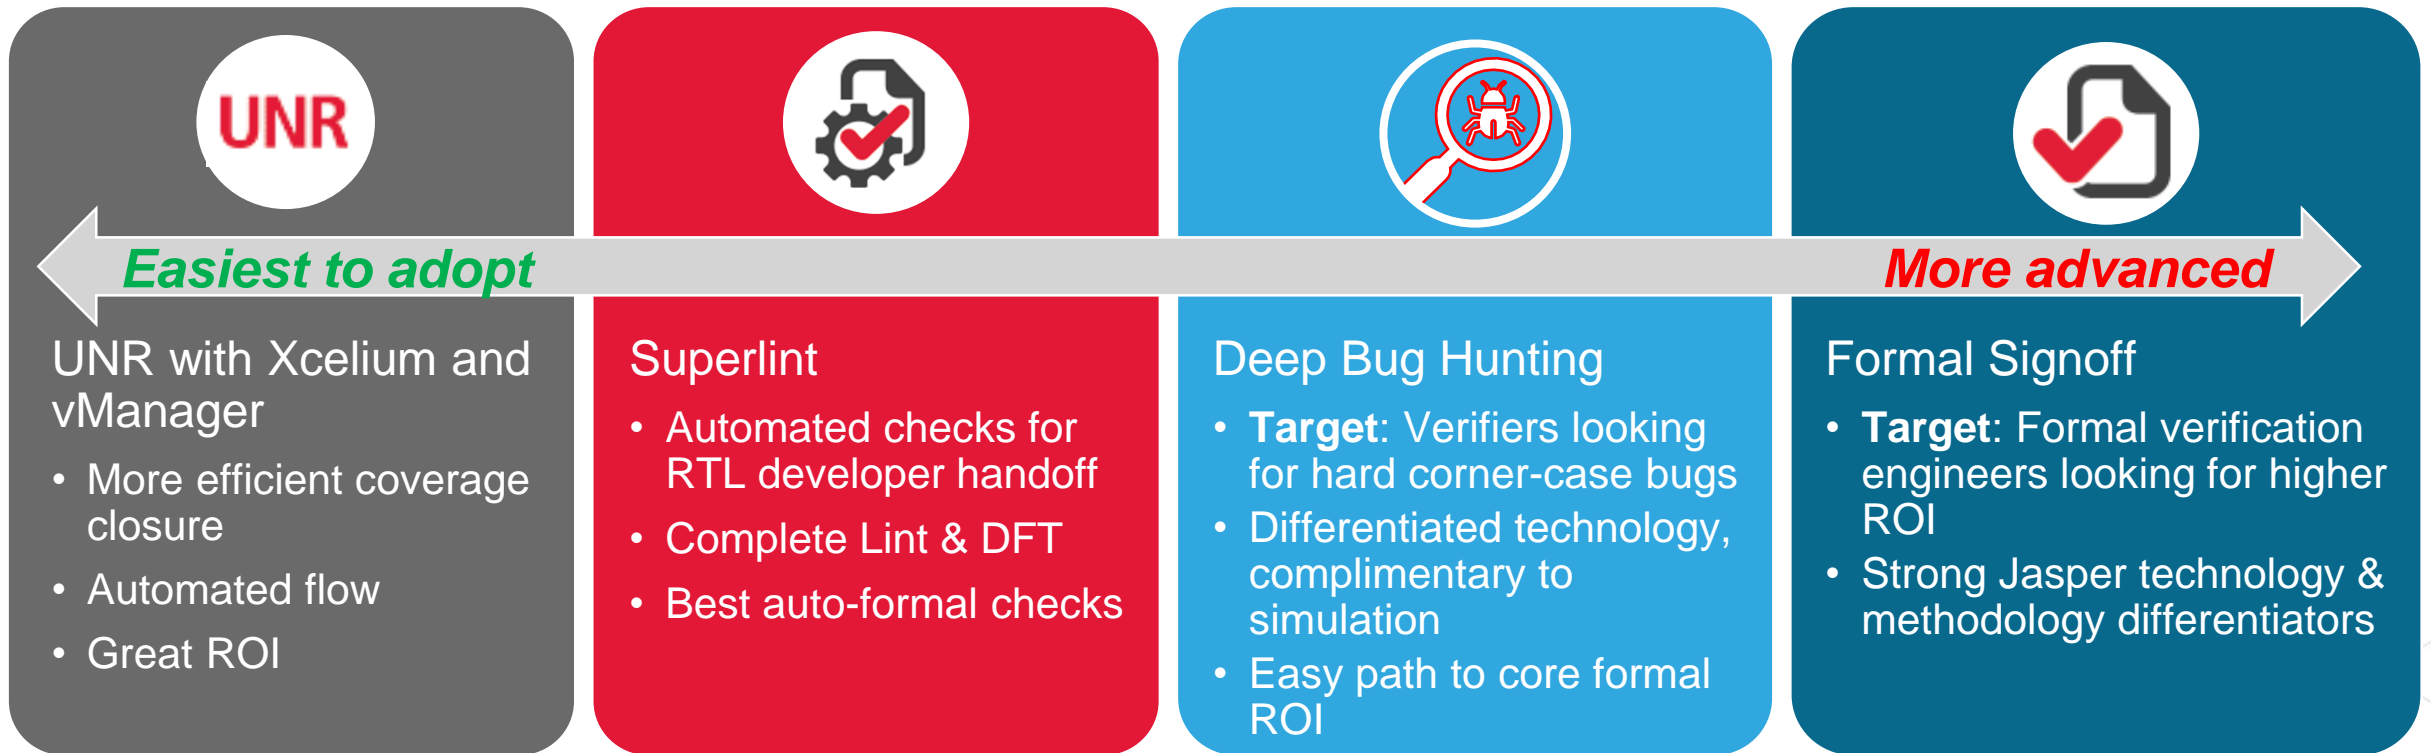 UNR
Easiest to adopt
More advanced
UNR with Xcelium and
vManager
• More efficient coverage
closure
• Automated flow
• Great ROI
Superlint
• Automated checks for
RTL developer handoff
• Complete Lint & DFT
• Best auto-formal checks
Deep Bug Hunting
• Target: Verifiers looking
for hard corner-case bugs
• Differentiated technology,
complimentary to
simulation
• Easy path to core formal
ROI
Formal Signoff
• Target: Formal verification
engineers looking for higher
ROI
• Strong Jasper technology &
methodology differentiators